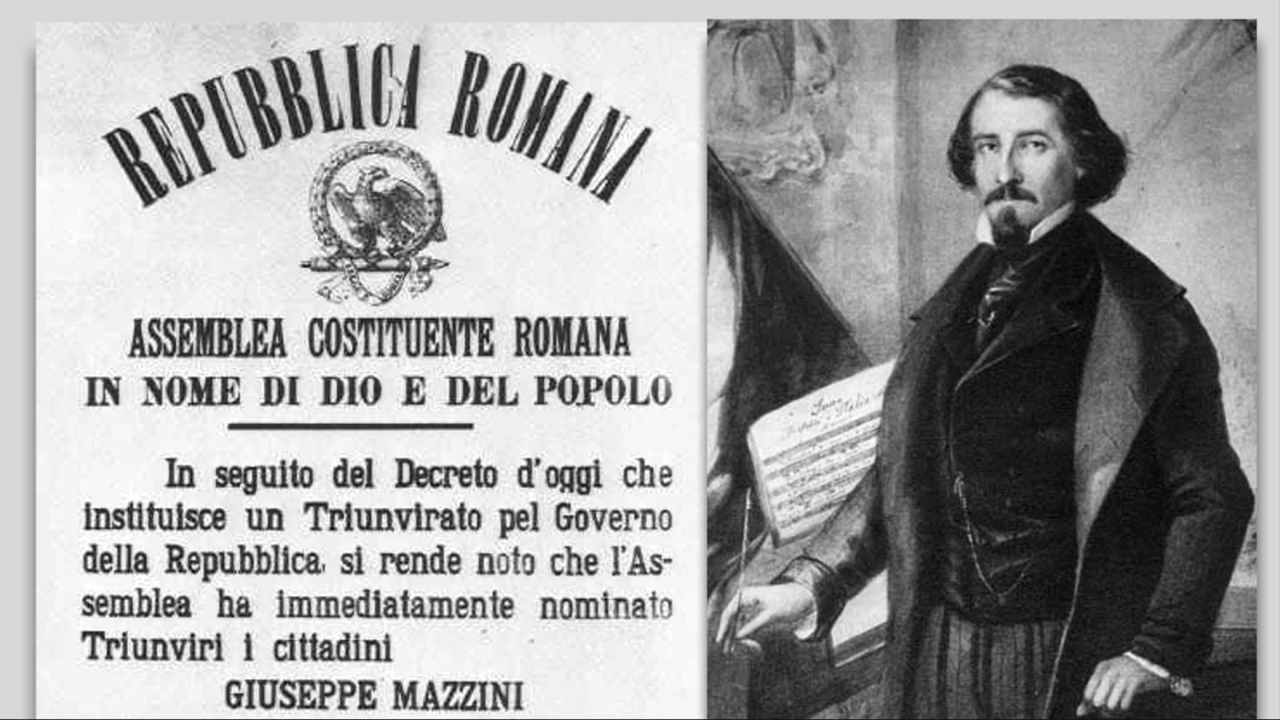 REPUBBLICA ROMANA
ASSEMBLEA COSTITUENTE ROMANA
IN NOME DI DIO E DEL POPOLO
In seguito del Decreto d'oggi che
instituisce un Triunvirato pel Governo
della Repubblica, si rende noto che l'As-
semblea ha immediatamente nominato
Triunviri i cittadini
GIUSEPPE MAZZINI